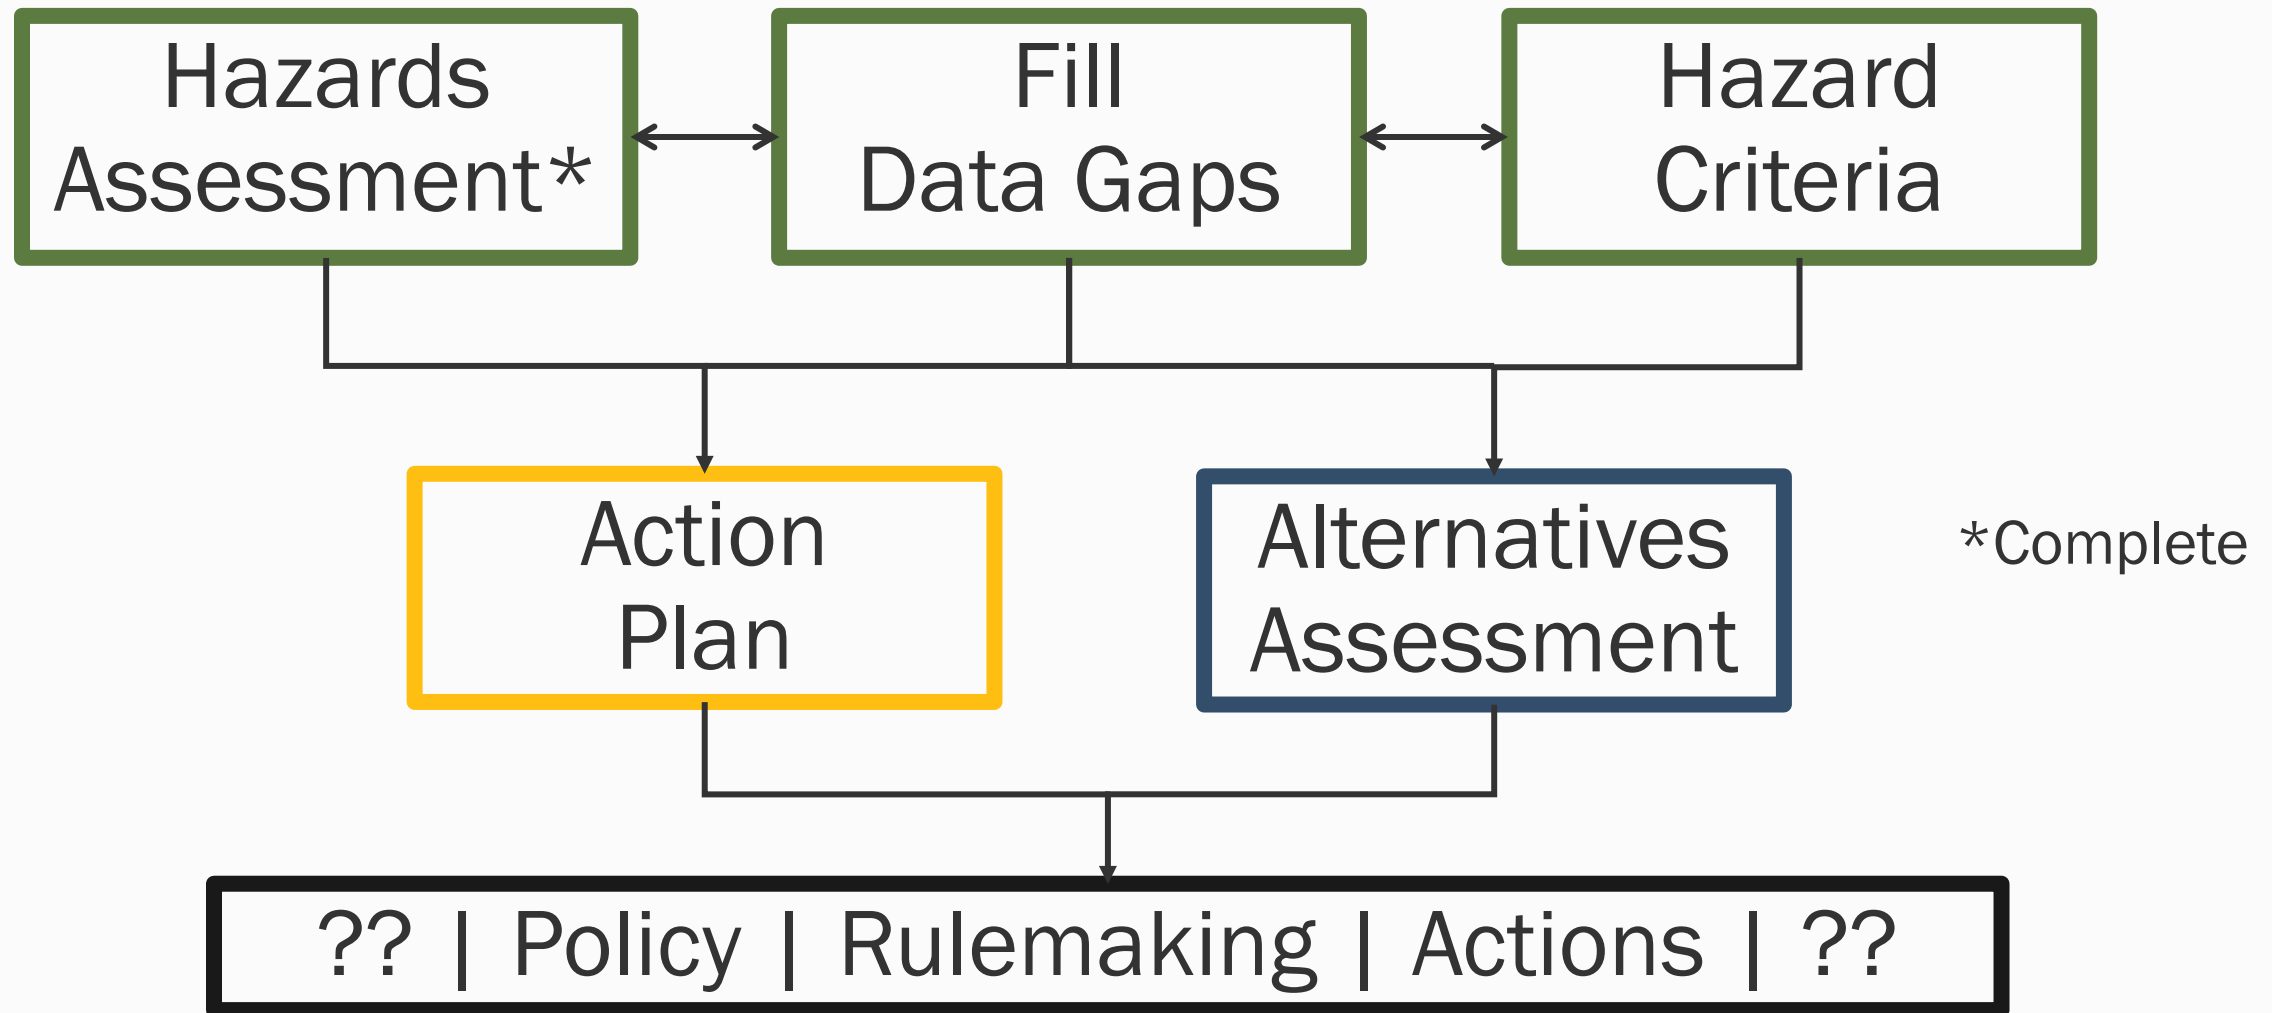 Hazards
Assessment*
Fill
Data Gaps
Hazard
Criteria
Action
Plan
Alternatives
Assessment
*Complete
?? | Policy | Rulemaking | Actions | ??